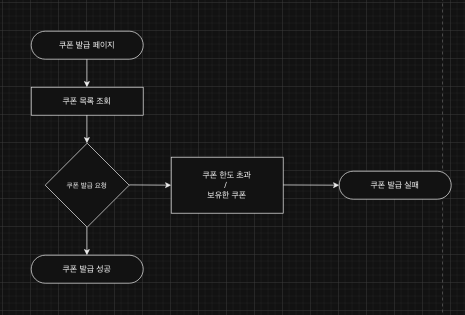 쿠폰 발급 페이지
쿠폰 목록 조회
쿠폰 발급 요청
쿠폰 한도 초과
/
보유한 쿠폰
쿠폰 발급 실패
쿠폰 발급 성공